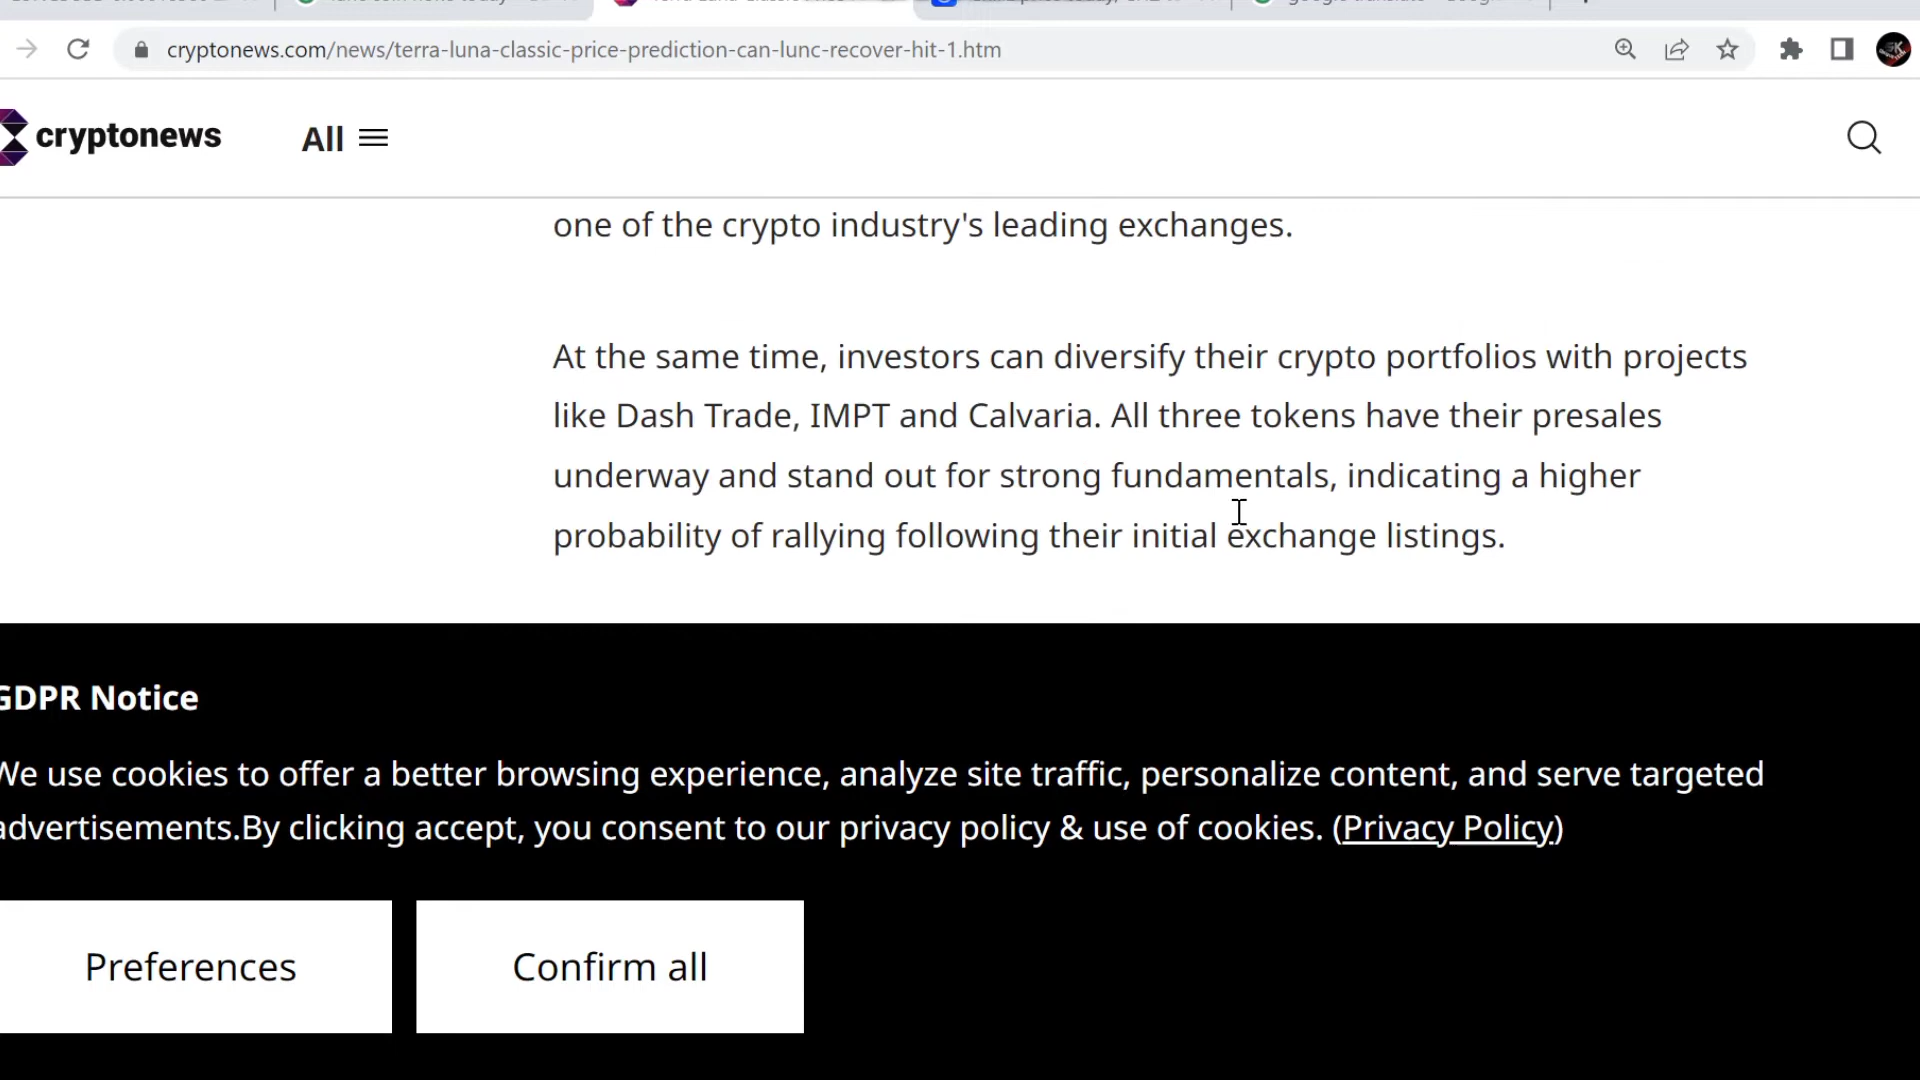 cryptonews.com/news/terra-luna-classic-price-prediction-can-lunc-recover-hit-1.htm
cryptonews
All
one of the crypto industry's leading exchanges.
At the same time, investors can diversify their crypto portfolios with projects
like Dash Trade, IMPT and Calvaria. All three tokens have their presales
underway and stand out for strong fundamentals, indicating a higher
probability of rallying following their initial exchange listings.
GDPR Notice
We use cookies to offer a better browsing experience, analyze site traffic, personalize content, and serve targeted
advertisements.By clicking accept, you consent to our privacy policy & use of cookies. (Privacy Policy)
Preferences
Confirm all